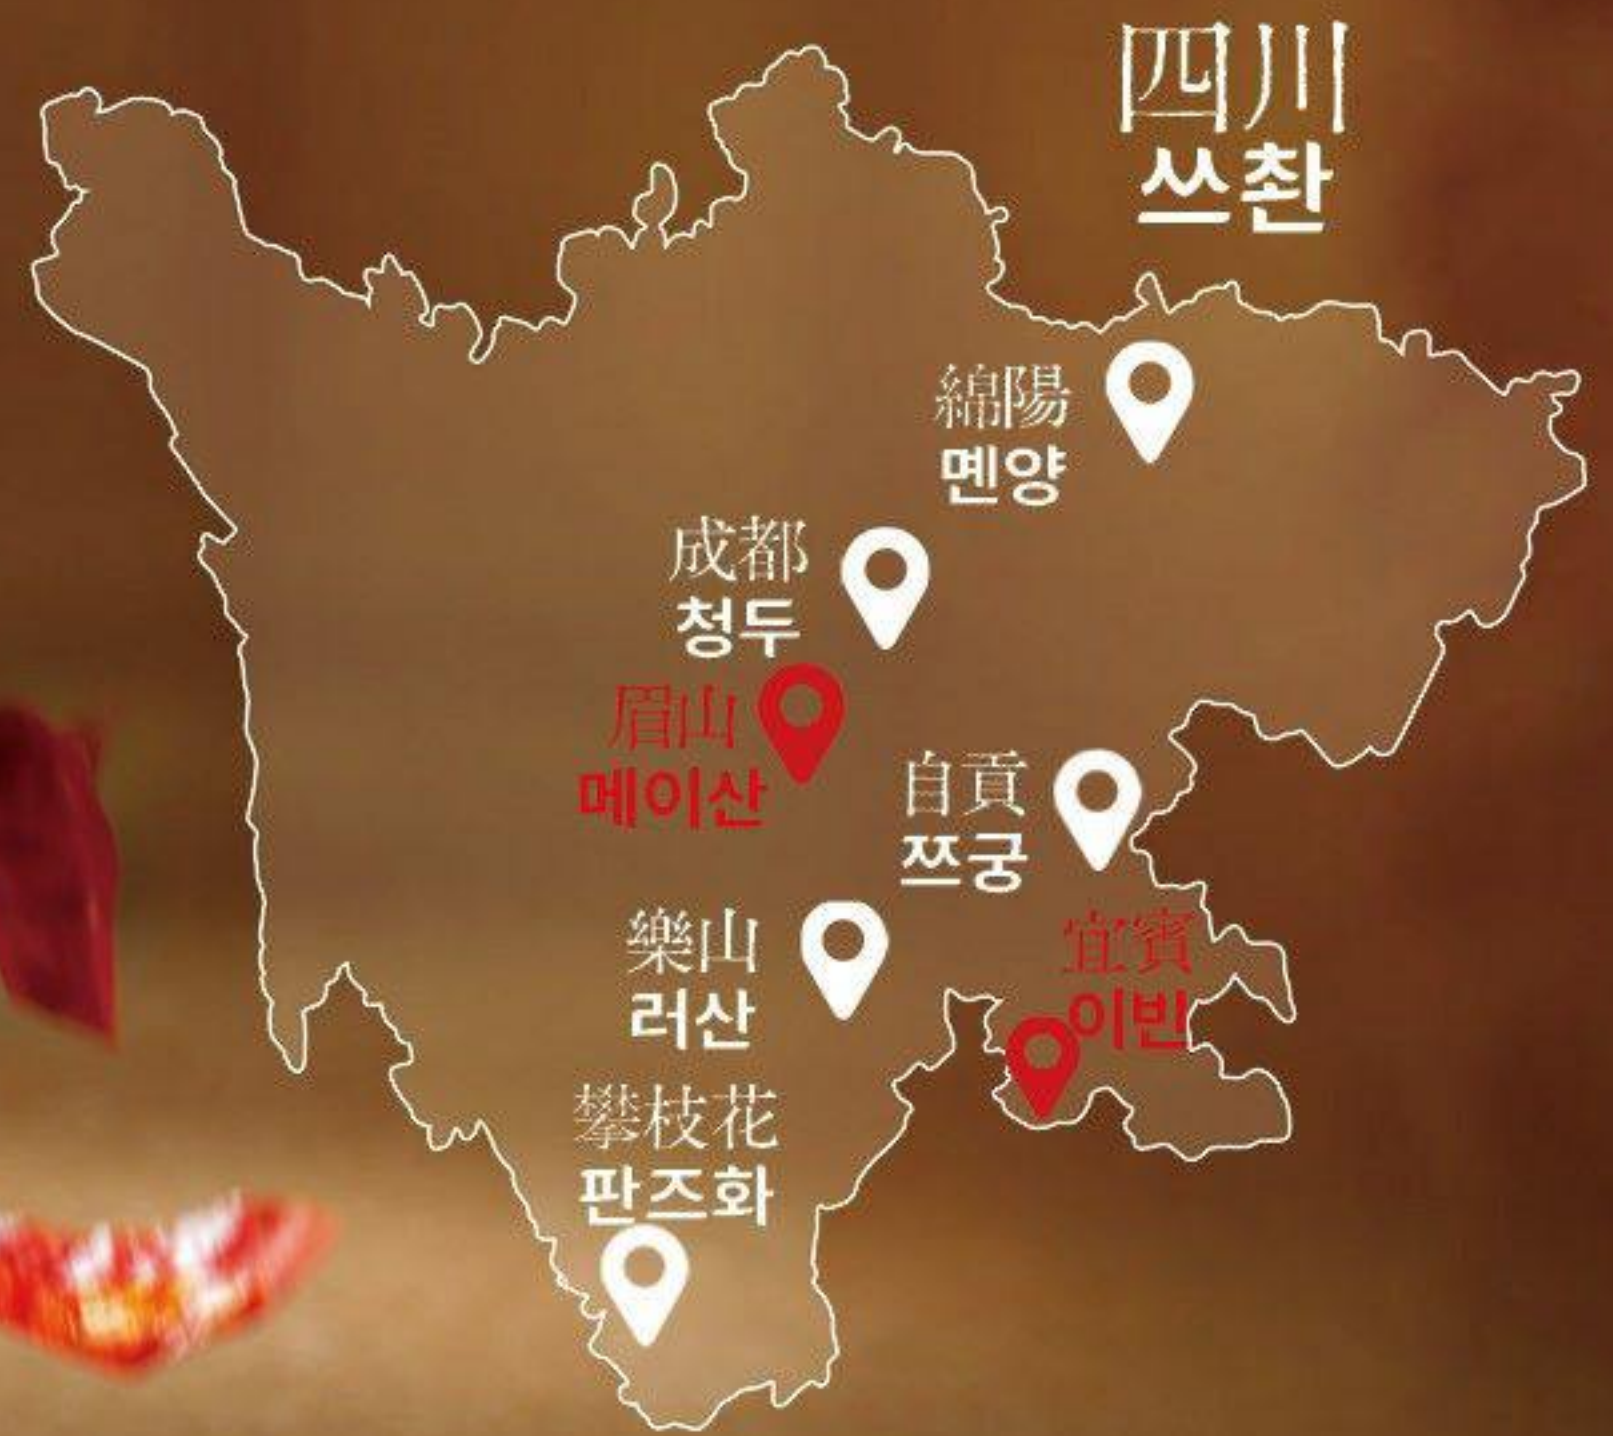 四川
쓰촨
綿陽
몐양
成都
청두
眉山
메이산
自貢
쯔궁
樂山
러산
宜賓
이빈
攀枝花
판즈화